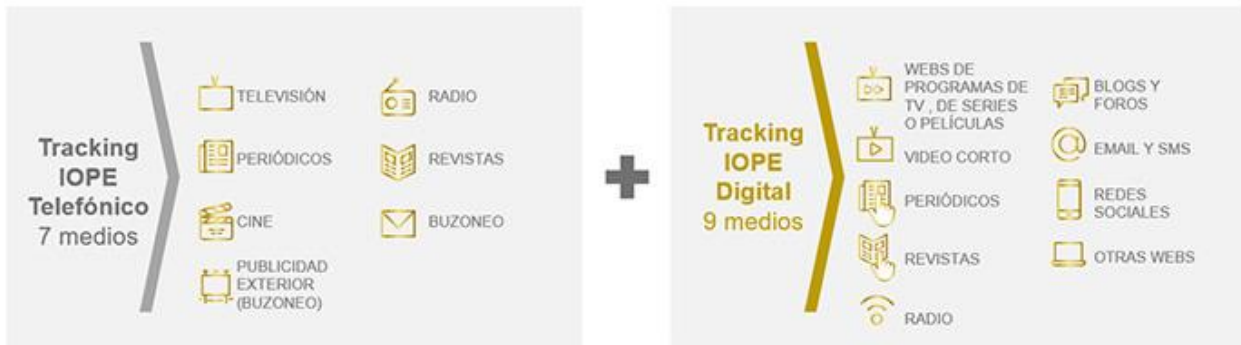 Tracking
IOPE
Telefónico
7 medios
TELEVISIÓN
RADIO
PERIÓDICOS
REVISTAS
CINE
BUZONEO
PUBLICIDAD
EXTERIOR
(BUZONEO)
Tracking
IOPE
Digital
9 medios
WEBS DE
PROGRAMAS DE
TV , DE SERIES
O PELÍCULAS
BLOGS Y
FOROS
VIDEO CORTO
EMAIL Y SMS
PERIÓDICOS
REDES
SOCIALES
REVISTAS
OTRAS WEBS
RADIO